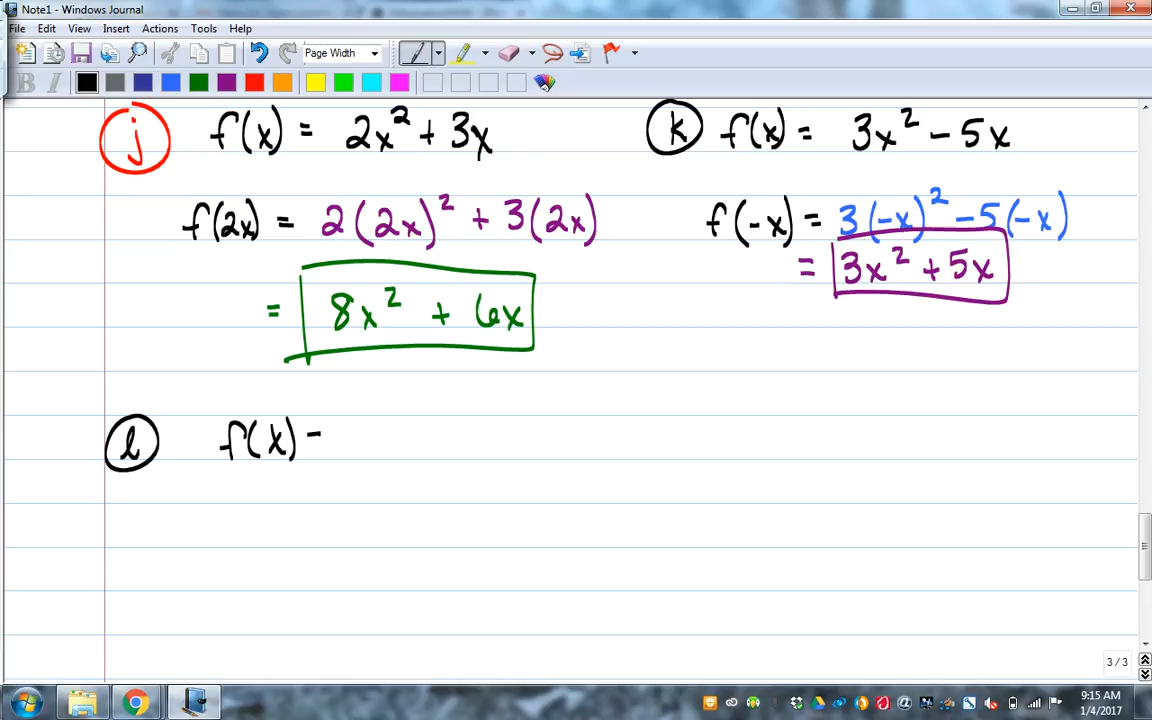 Note1 - Windows Journal
File Edit View Insert Actions Tools Help
Page Width
B I
j f(x) = 2x² + 3x
f(2x) = 2(2x)² + 3(2x)
= 8x² + 6x
k f(x) = 3x² - 5x
f(-x) = 3(-x)² - 5(-x)
= 3x² + 5x
l f(x) -
3 / 3
9:15 AM
1/4/2017